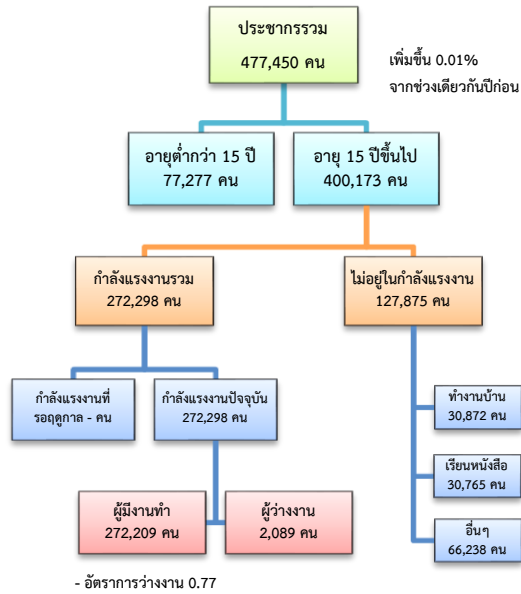 ประชากรรวม
477,450 คน
เพิ่มขึ้น 0.01%
จากช่วงเดียวกันปีก่อน
อายุต่ำกว่า 15 ปี
77,277 คน
อายุ 15 ปีขึ้นไป
400,173 คน
กำลังแรงงานรวม
272,298 คน
ไม่อยู่ในกำลังแรงงาน
127,875 คน
กำลังแรงงานที่
รอฤดูกาล - คน
กำลังแรงงานปัจจุบัน
272,298 คน
ทำงานบ้าน
30,872 คน
เรียนหนังสือ
30,765 คน
อื่นๆ
66,238 คน
ผู้มีงานทำ
272,209 คน
ผู้ว่างงาน
2,089 คน
- อัตราการว่างงาน 0.77